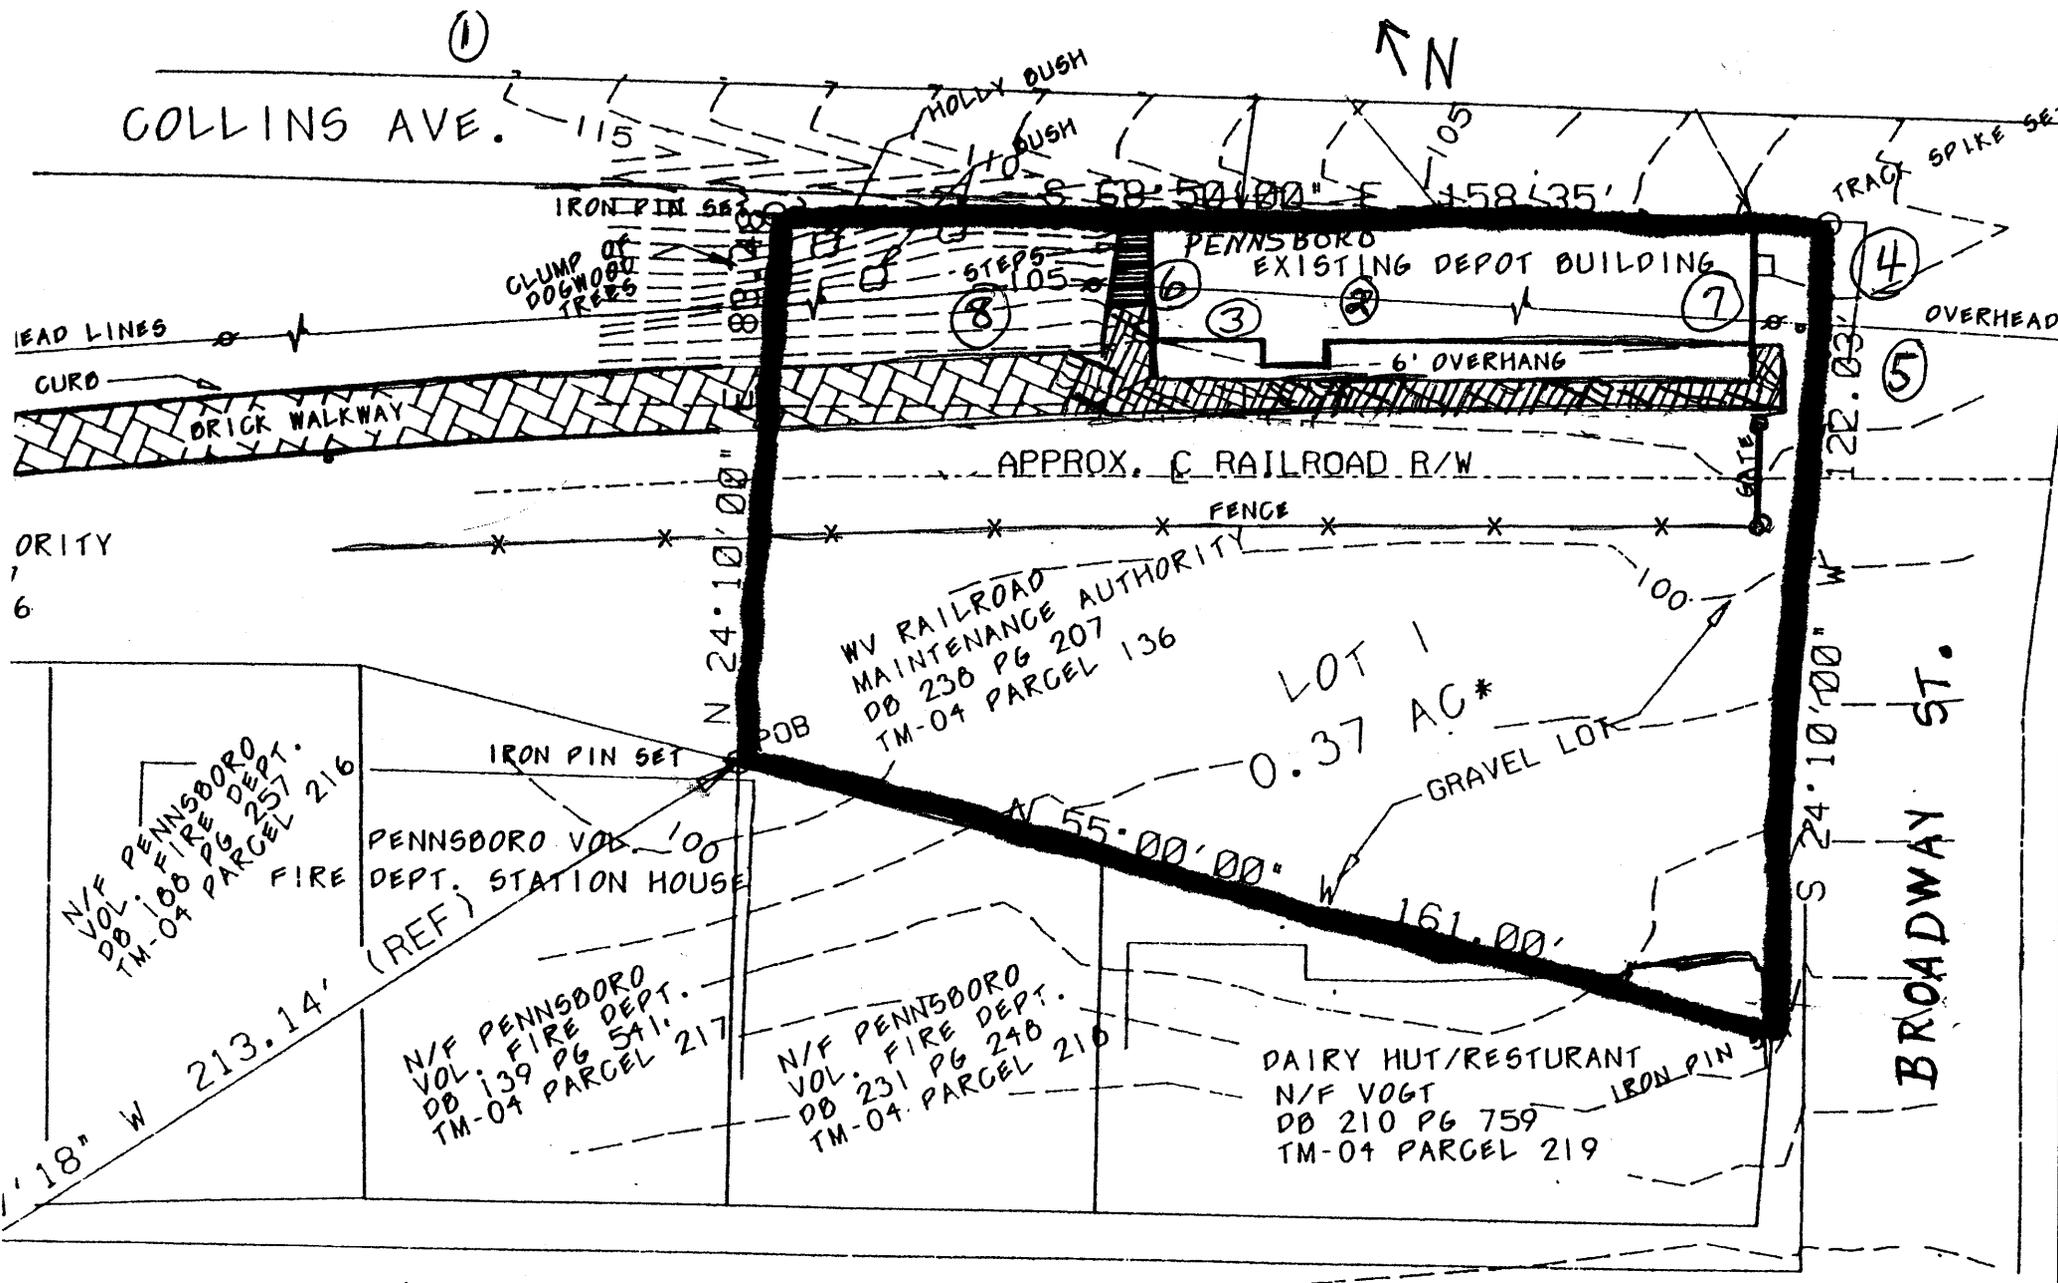 1
N
COLLINS AVE.
115
HOLLY BUSH
110
BUSH
105
TRACK SPIKE SET
IRON PIN SET
S 68°50'00" E 158.35'
CLUMP OF
DOGWOOD
TREES
STEPS
105
PENNSBORO
EXISTING DEPOT BUILDING
4
6
3
2
7
8
OVERHEAD
HEAD LINES
CURB
6' OVERHANG
5
BRICK WALKWAY
N 24°10'00" E 83.48'
APPROX. ℄ RAILROAD R/W
GATE
FENCE
S 24°10'00" W 122.03'
ORITY
6
100
WV RAILROAD
MAINTENANCE AUTHORITY
DB 238 PG 207
TM-04 PARCEL 136
LOT 1
0.37 AC*
GRAVEL LOT
BROADWAY ST.
POB
IRON PIN SET
N/F PENNSBORO
VOL. FIRE DEPT.
DB 188 PG 257
TM-04 PARCEL 216
PENNSBORO VOL.
FIRE DEPT. STATION HOUSE
100
N 55°00'00" W 161.00'
18" W 213.14' (REF)
N/F PENNSBORO
VOL. FIRE DEPT.
DB 139 PG 541.
TM-04 PARCEL 217
N/F PENNSBORO
VOL. FIRE DEPT.
DB 231 PG 248
TM-04 PARCEL 218
DAIRY HUT/RESTURANT
N/F VOGT
DB 210 PG 759
TM-04 PARCEL 219
IRON PIN